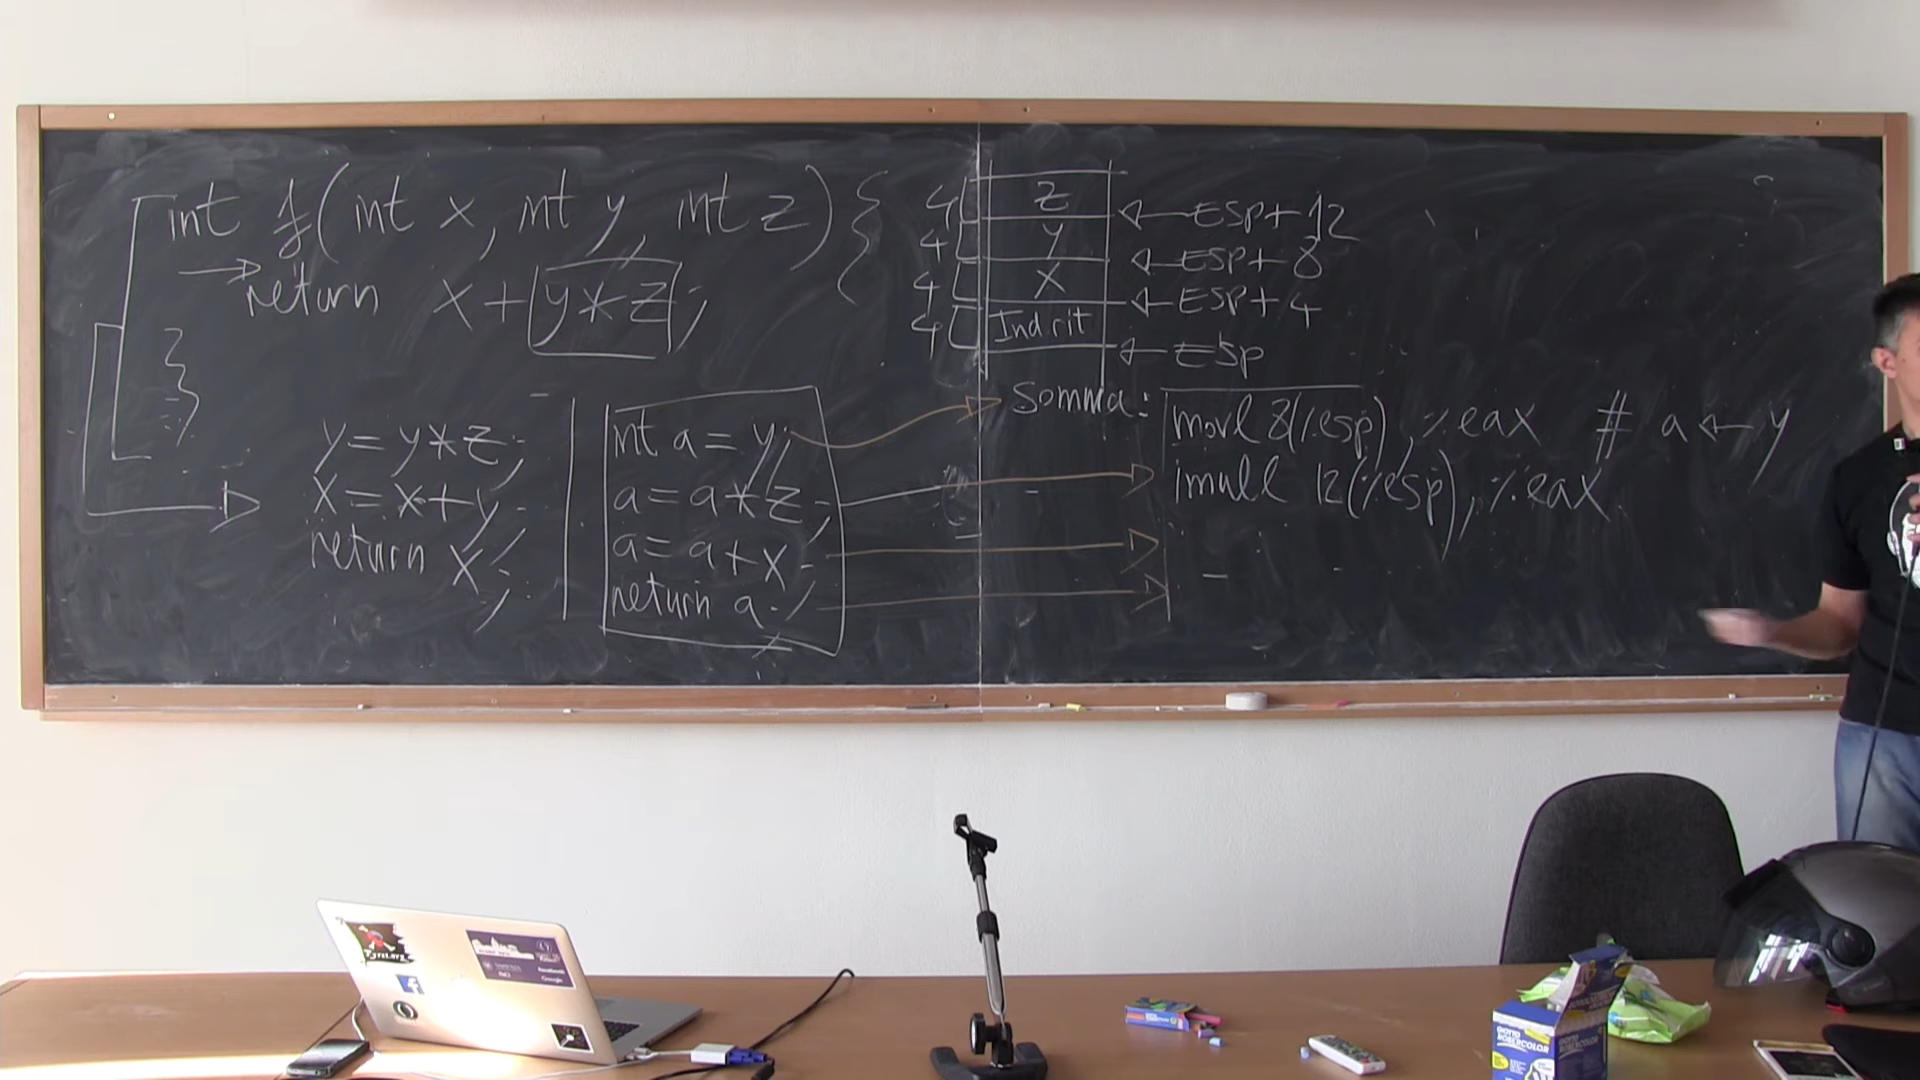 int f(int x, int y, int z) {
return x + y*z;
}
y = y*z;
x = x+y;
return x;
int a = y;
a = a*z;
a = a+x;
return a;
4 z ESP+12
4 y ESP+8
4 x ESP+4
4 Ind rit ESP
somma:
movl 8(%esp), %eax # a ← y
imull 12(%esp), %eax